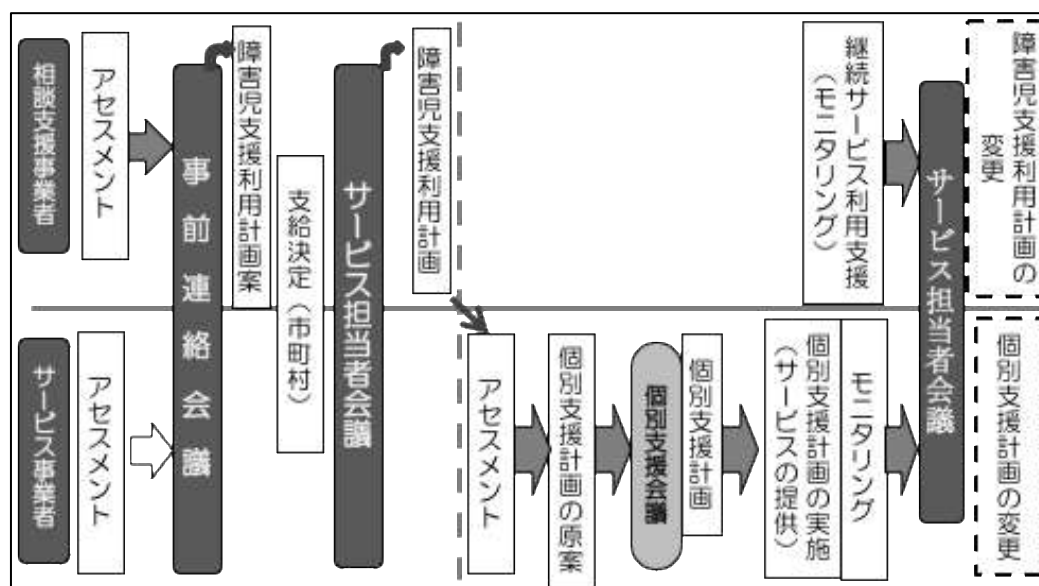 相談支援事業者
アセスメント
事前連絡会議
障害児支援利用計画案
支給決定（市町村）
サービス担当者会議
障害児支援利用計画
継続サービス利用支援
（モニタリング）
サービス担当者会議
障害児支援利用計画の
変更
サービス事業者
アセスメント
アセスメント
個別支援計画の原案
個別支援会議
個別支援計画
個別支援計画の実施
（サービスの提供）
モニタリング
個別支援計画の変更